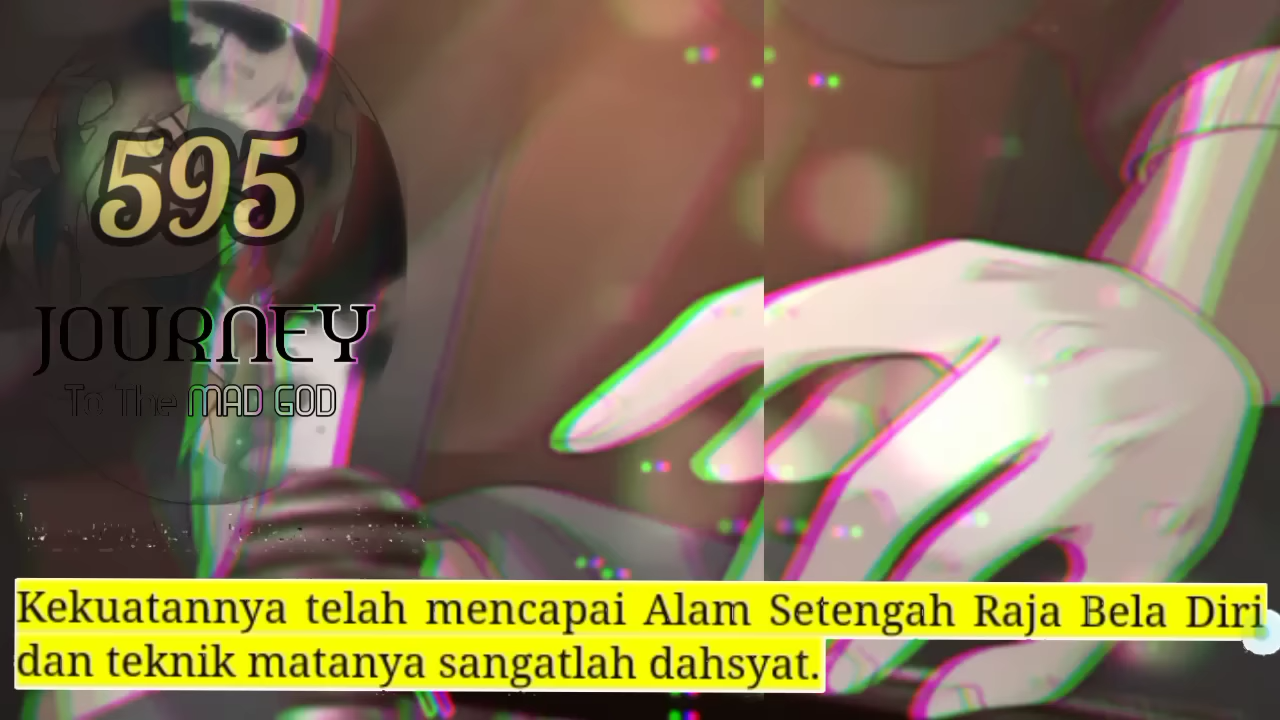 595
JOURNEY
To The MAD GOD
Kekuatannya telah mencapai Alam Setengah Raja Bela Diri
dan teknik matanya sangatlah dahsyat.